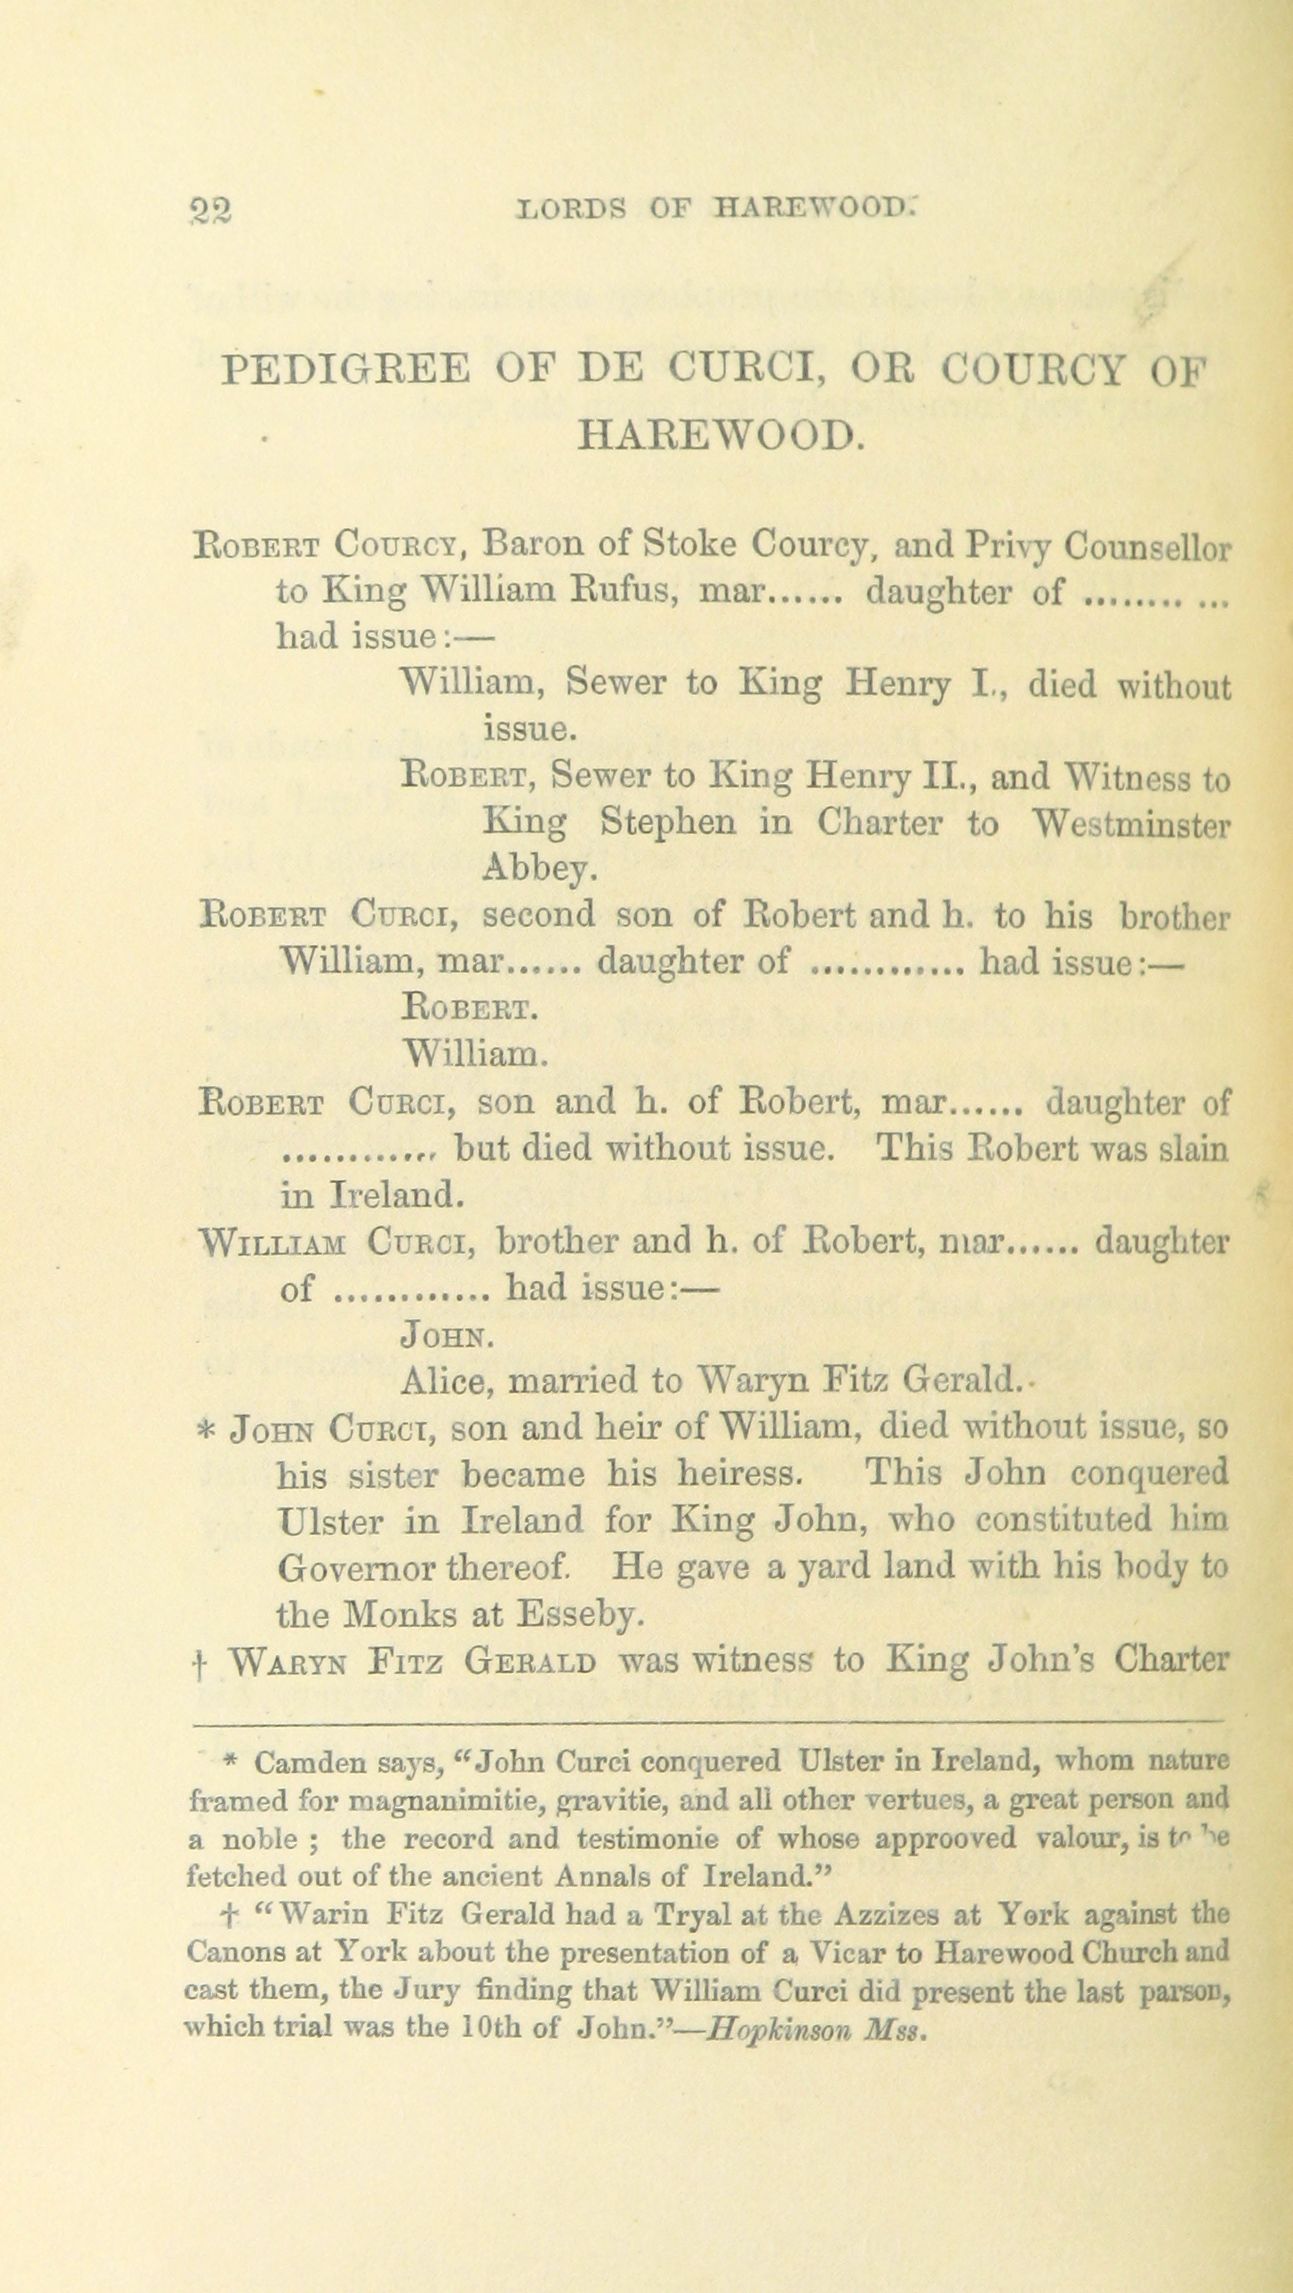 22 LORDS OF HAREWOOD.
PEDIGREE OF DE CURCI, OR COURCY OF
HAREWOOD.
ROBERT COURCY, Baron of Stoke Courcy, and Privy Counsellor
to King William Rufus, mar...... daughter of ........ ...
had issue:—
William, Sewer to King Henry I., died without
issue.
ROBERT, Sewer to King Henry II., and Witness to
King Stephen in Charter to Westminster
Abbey.
ROBERT CURCI, second son of Robert and h. to his brother
William, mar...... daughter of ............ had issue:—
ROBERT.
William.
ROBERT CURCI, son and h. of Robert, mar...... daughter of
............ but died without issue. This Robert was slain
in Ireland.
WILLIAM CURCI, brother and h. of Robert, mar...... daughter
of ............ had issue:—
JOHN.
Alice, married to Waryn Fitz Gerald.
* JOHN CURCI, son and heir of William, died without issue, so
his sister became his heiress. This John conquered
Ulster in Ireland for King John, who constituted him
Governor thereof. He gave a yard land with his body to
the Monks at Esseby.
† WARYN FITZ GERALD was witness to King John's Charter
* Camden says, "John Curci conquered Ulster in Ireland, whom nature
framed for magnanimitie, gravitie, and all other vertues, a great person and
a noble ; the record and testimonie of whose approoved valour, is to be
fetched out of the ancient Annals of Ireland."
† "Warin Fitz Gerald had a Tryal at the Azzizes at York against the
Canons at York about the presentation of a Vicar to Harewood Church and
cast them, the Jury finding that William Curci did present the last parson,
which trial was the 10th of John."—Hopkinson Mss.